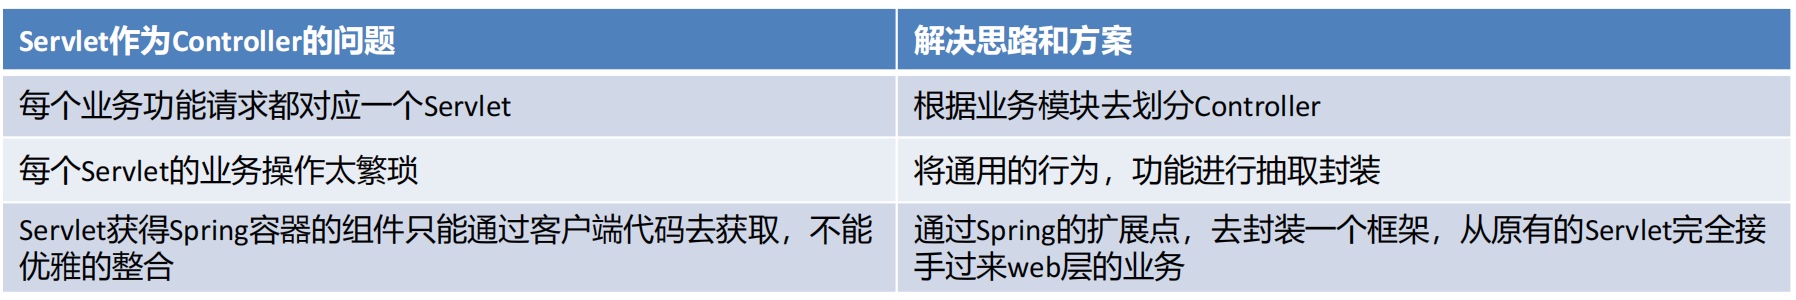 Servlet作为Controller的问题
解决思路和方案
每个业务功能请求都对应一个Servlet
根据业务模块去划分Controller
每个Servlet的业务操作太繁琐
将通用的行为，功能进行抽取封装
Servlet获得Spring容器的组件只能通过客户端代码去获取，不能
优雅的整合
通过Spring的扩展点，去封装一个框架，从原有的Servlet完全接
手过来web层的业务